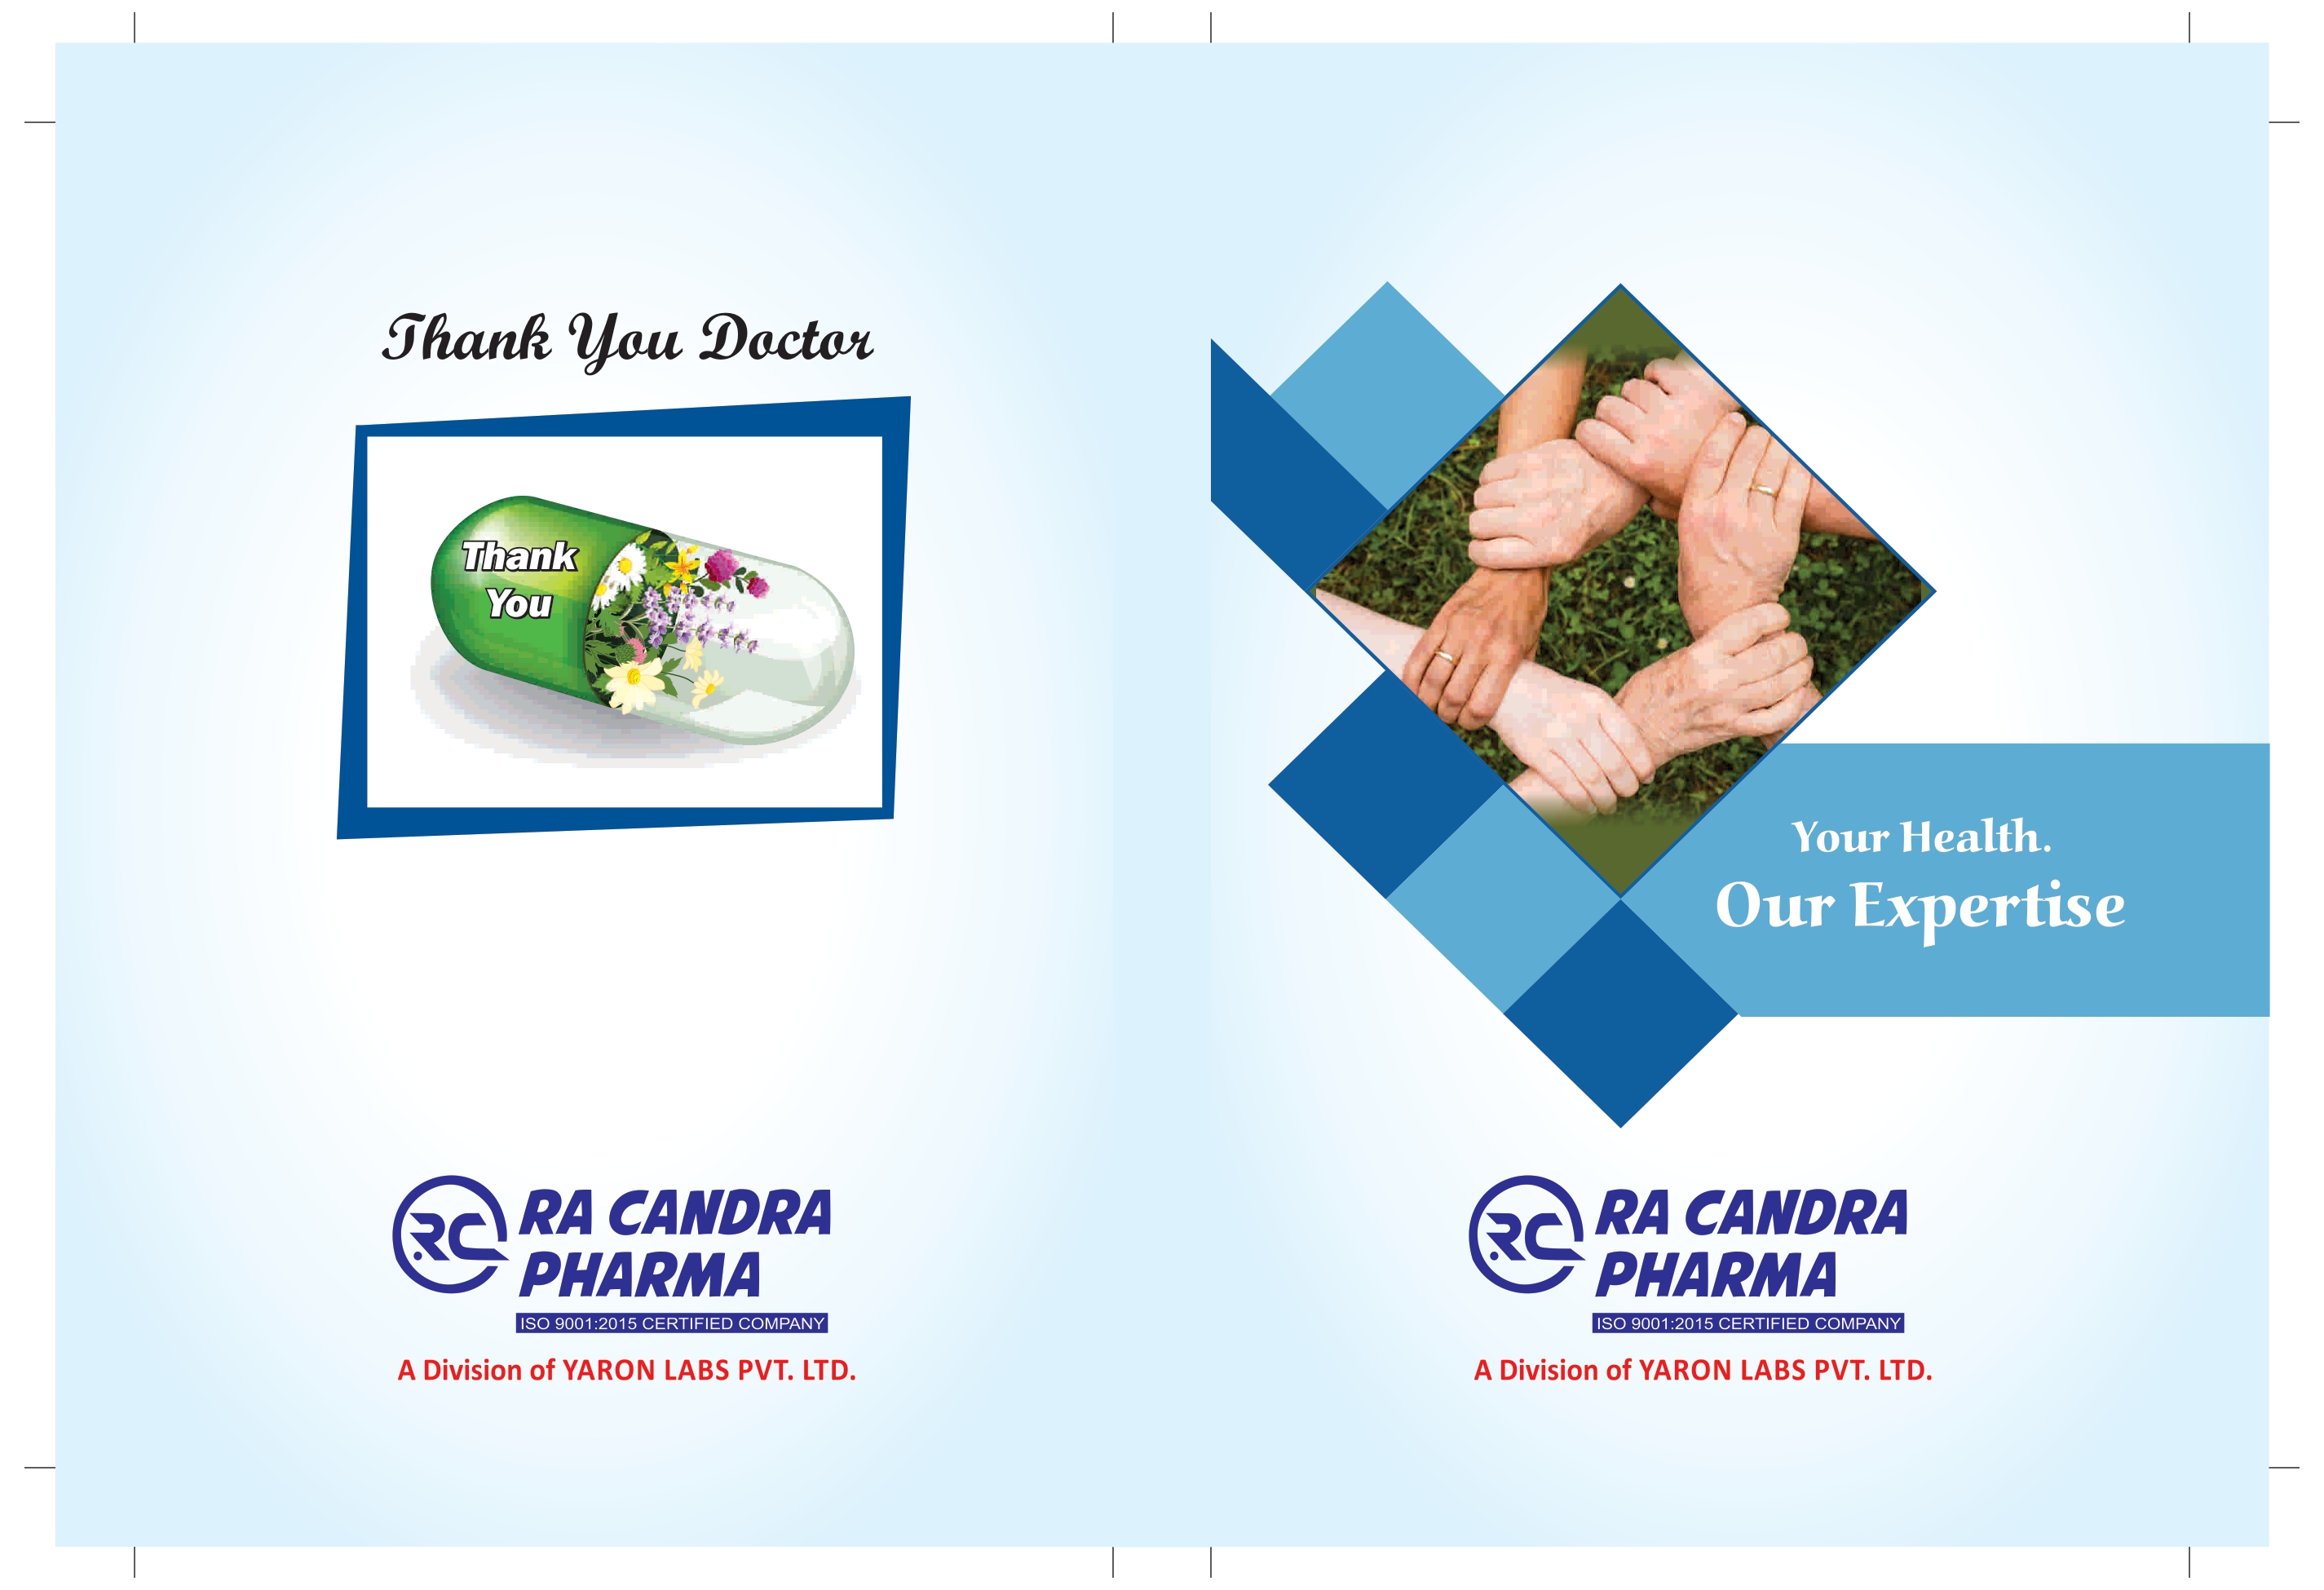 Thank You Doctor
Thank
You
RC
RA CANDRA
PHARMA
ISO 9001:2015 CERTIFIED COMPANY
A Division of YARON LABS PVT. LTD.
Your Health.
Our Expertise
RC
RA CANDRA
PHARMA
ISO 9001:2015 CERTIFIED COMPANY
A Division of YARON LABS PVT. LTD.